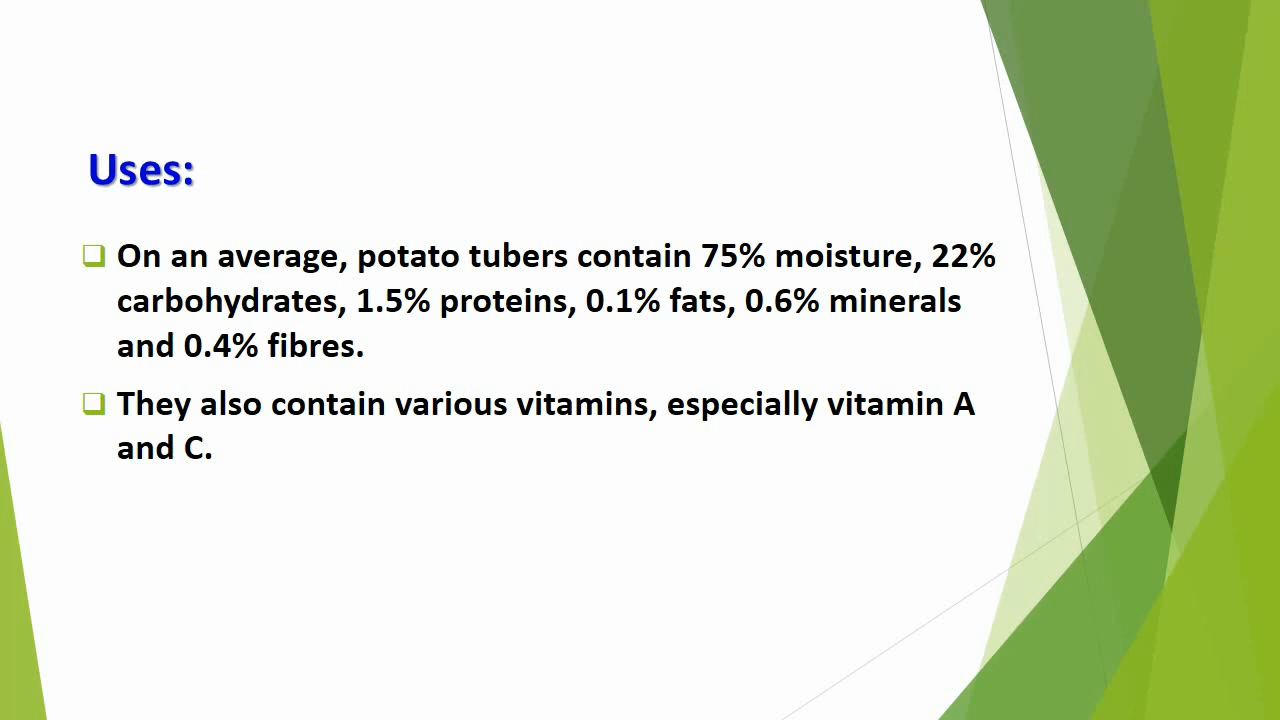 Uses:
On an average, potato tubers contain 75% moisture, 22%
carbohydrates, 1.5% proteins, 0.1% fats, 0.6% minerals
and 0.4% fibres.
They also contain various vitamins, especially vitamin A
and C.